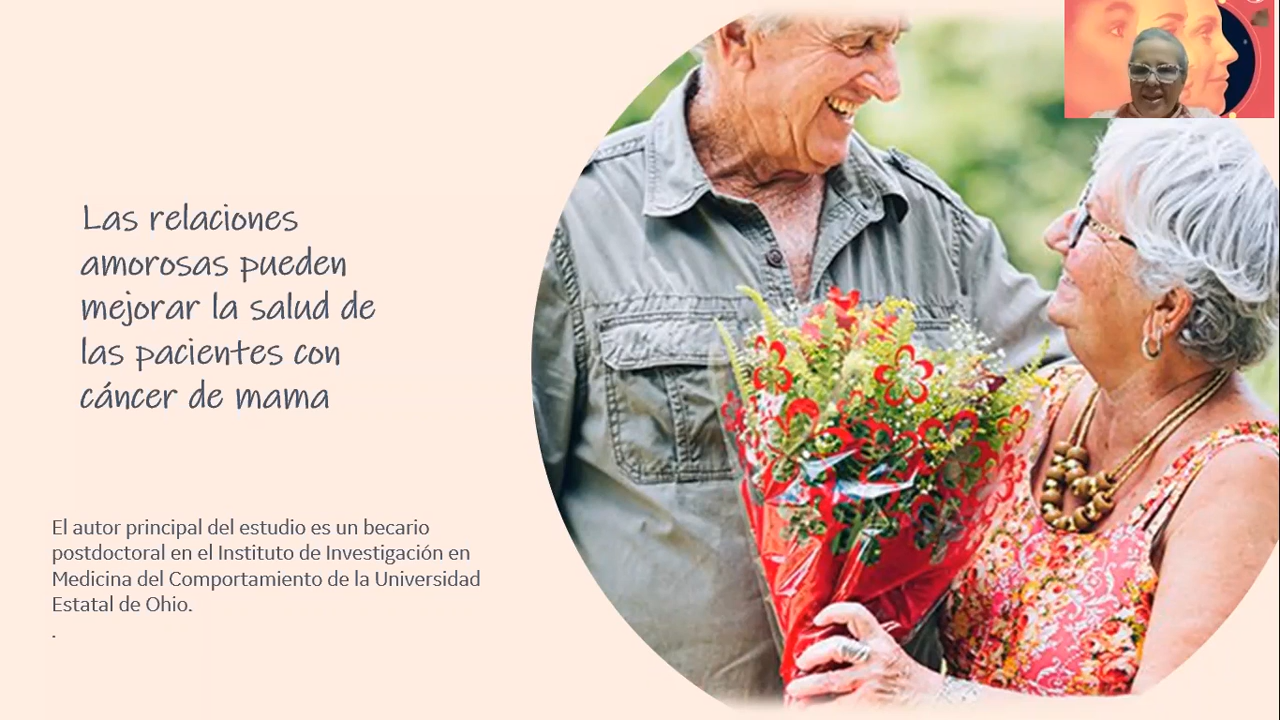 Las relaciones
amorosas pueden
mejorar la salud de
las pacientes con
cáncer de mama
El autor principal del estudio es un becario
postdoctoral en el Instituto de Investigación en
Medicina del Comportamiento de la Universidad
Estatal de Ohio.
.